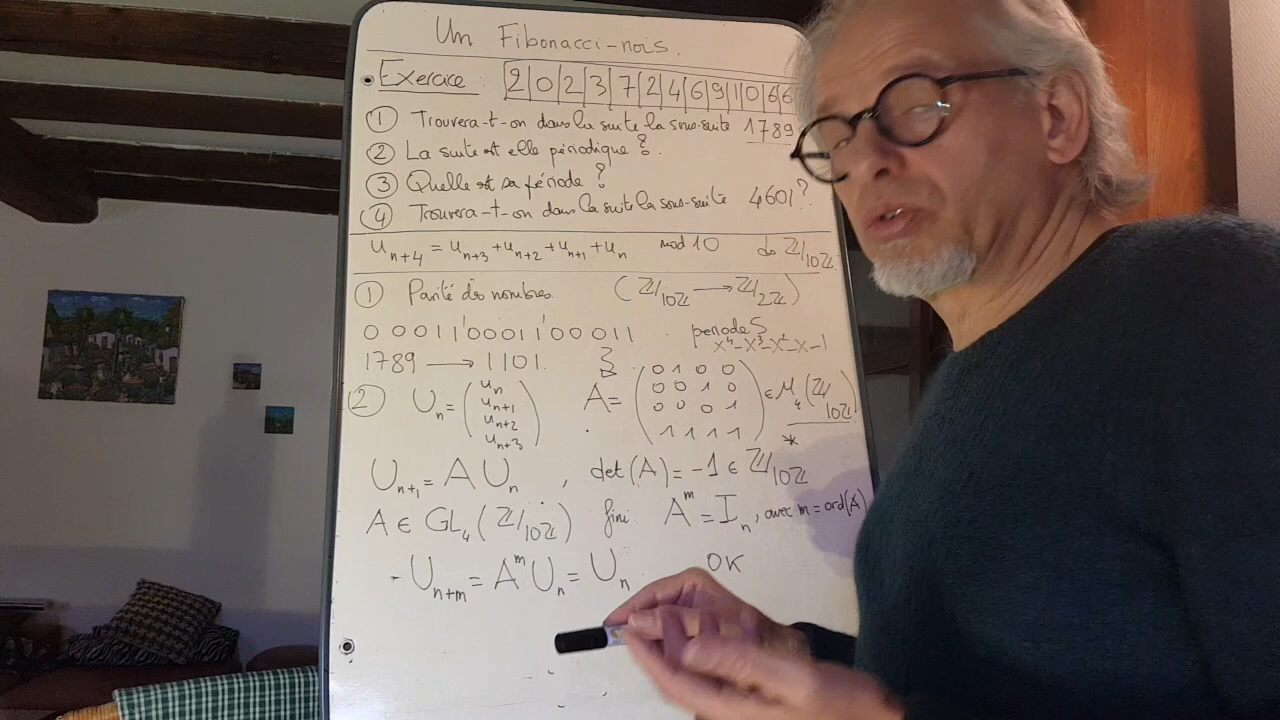 Un Fibonacci-nois.
Exercice : 2|0|2|3|7|2|4|6|9|1|0|6|6
① Trouvera-t-on dans la suite la sous-suite 1789
② La suite est elle périodique ?
③ Quelle est sa période ?
④ Trouvera-t-on dans la suite la sous-suite 4601?
u_{n+4} = u_{n+3} + u_{n+2} + u_{n+1} + u_n mod 10 ds ℤ/10ℤ
① Parité des nombres (ℤ/10ℤ → ℤ/2ℤ)
0 0 0 1 1 ' 0 0 0 1 1 ' 0 0 0 1 1 . . periode 5
1789 → 1101. X⁴-X³-X²-X-1
② U_n = (u_n u_{n+1} u_{n+2} u_{n+3}) A = (0 1 0 0
0 0 1 0
0 0 0 1
1 1 1 1) ∈ M₄(ℤ/10ℤ)
*
U_{n+1} = A U_n , det(A) = -1 ∈ ℤ/10ℤ
A ∈ GL₄(ℤ/10ℤ) fini A^m = I_n, avec m = ord(A)
- U_{n+m} = A^m U_n = U_n OK